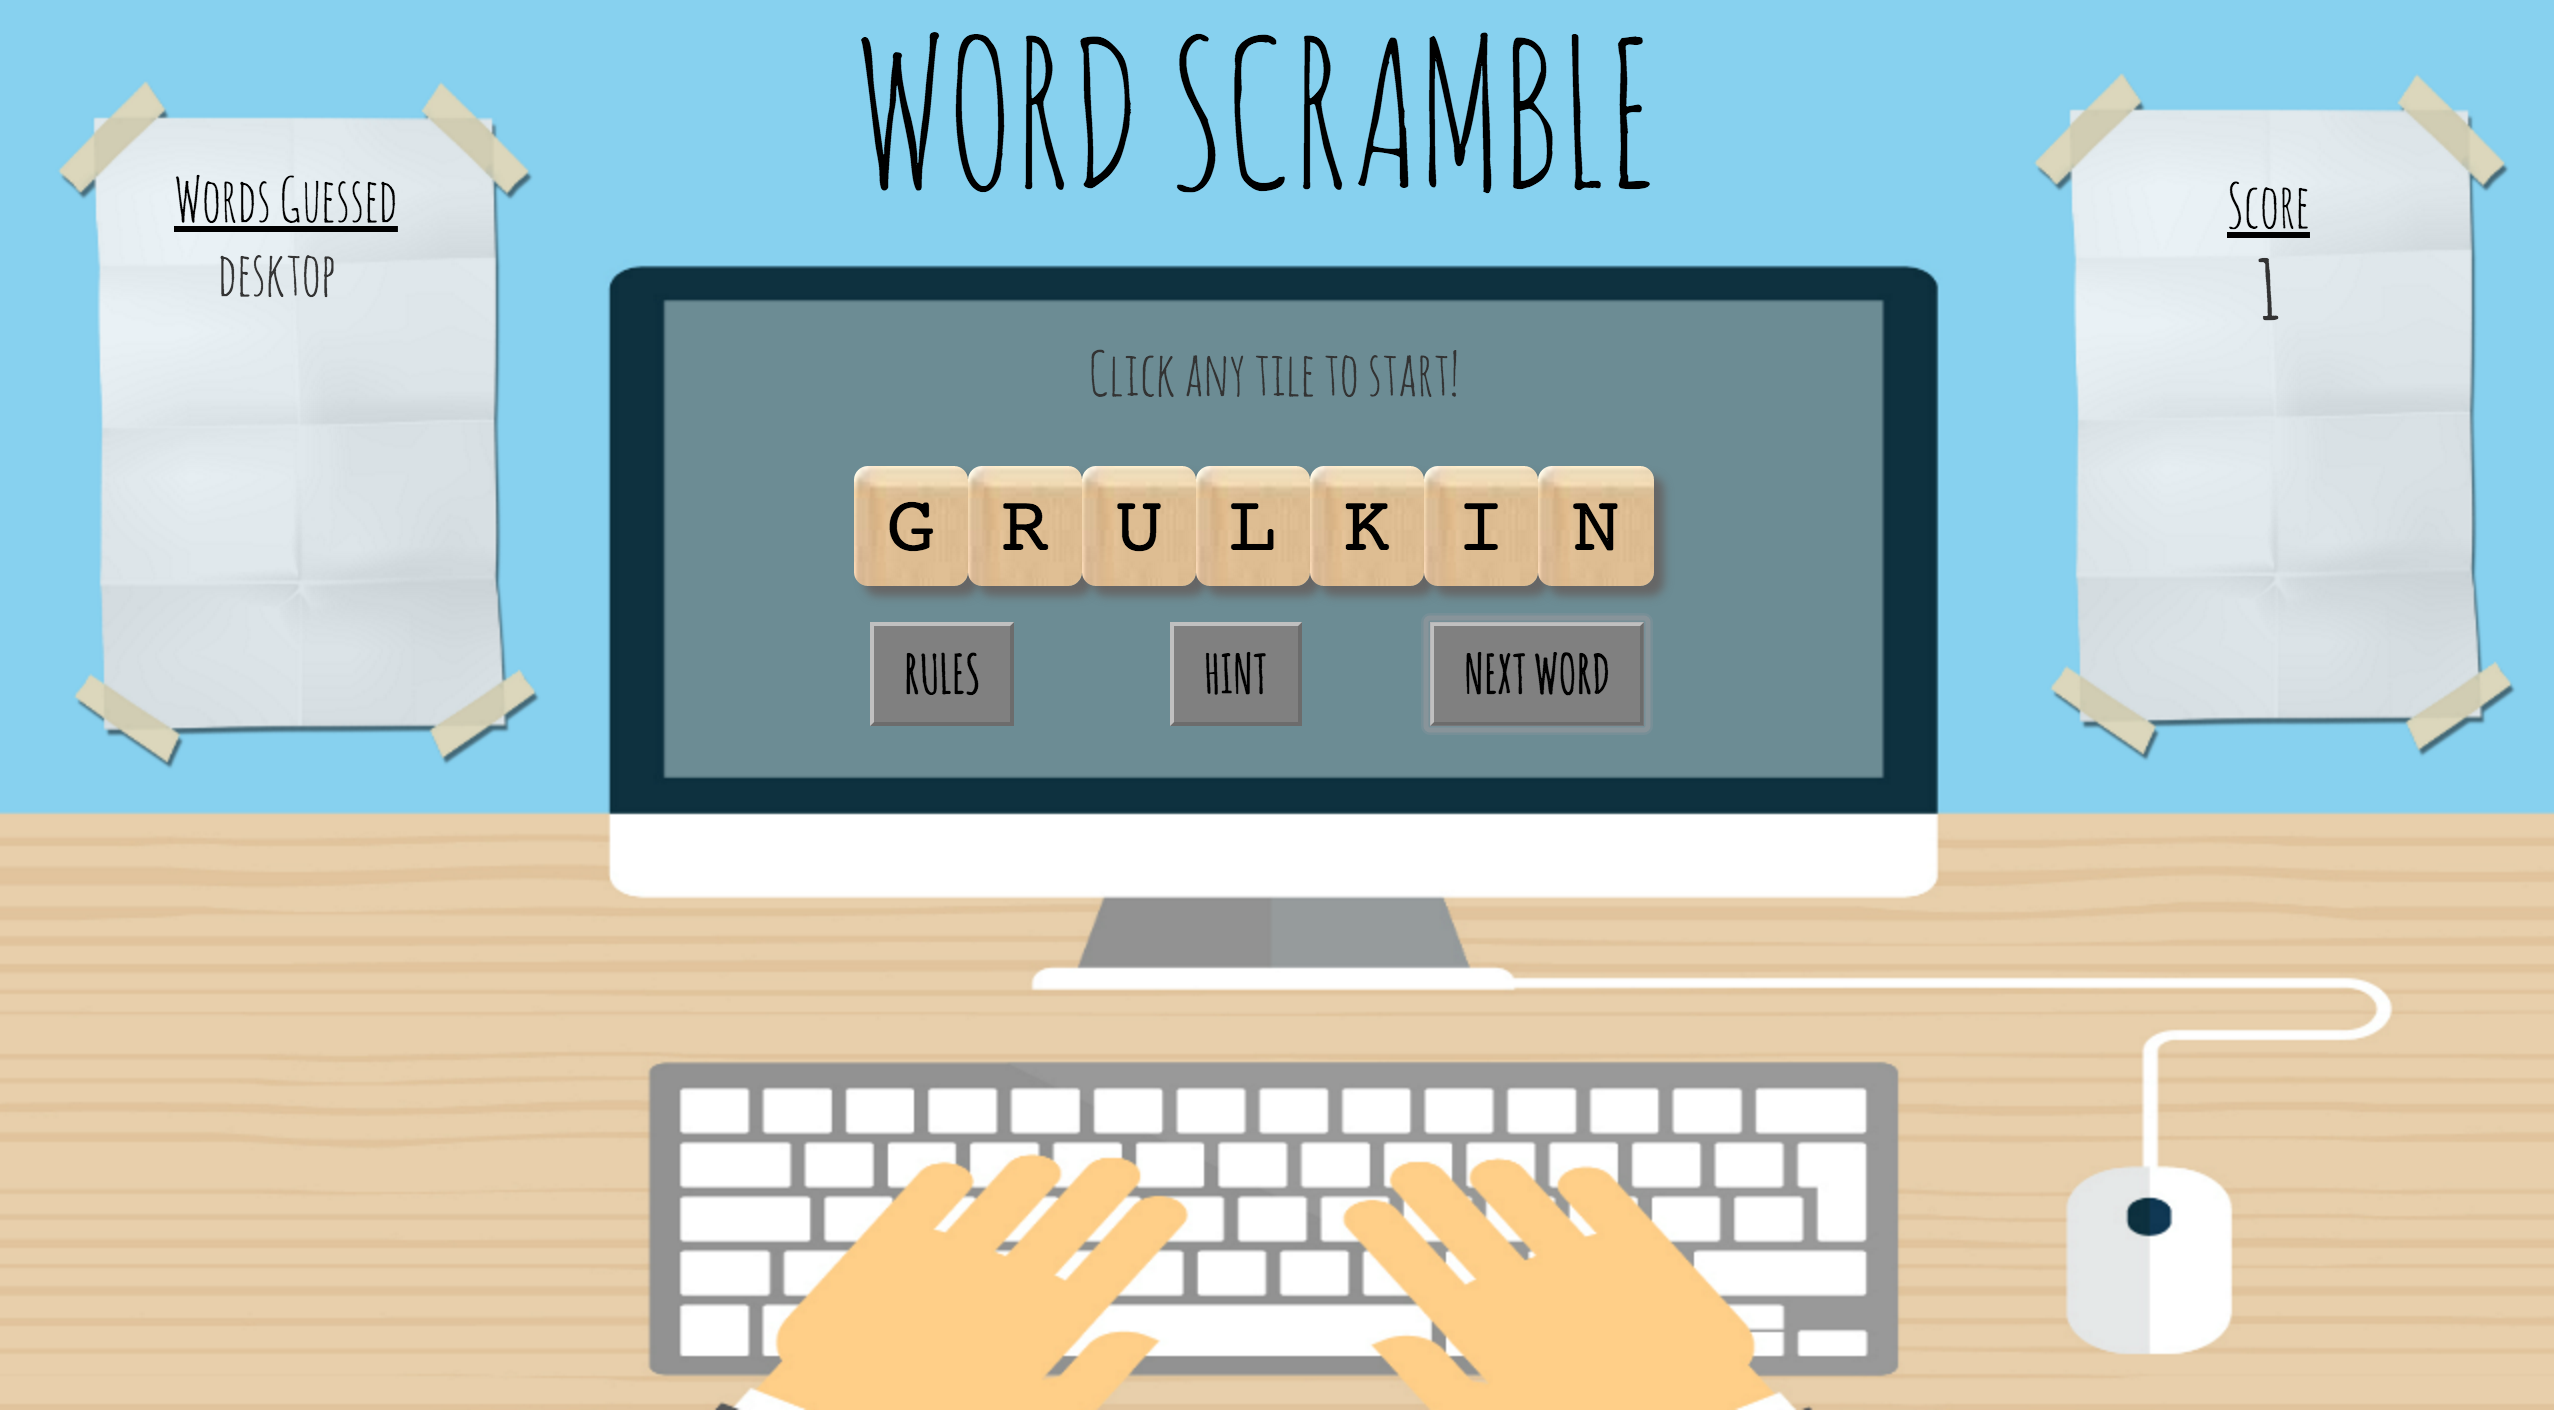 WORD SCRAMBLE
WORDS GUESSED
DESKTOP
SCORE
1
CLICK ANY TILE TO START!
G R U L K I N
RULES
HINT
NEXT WORD